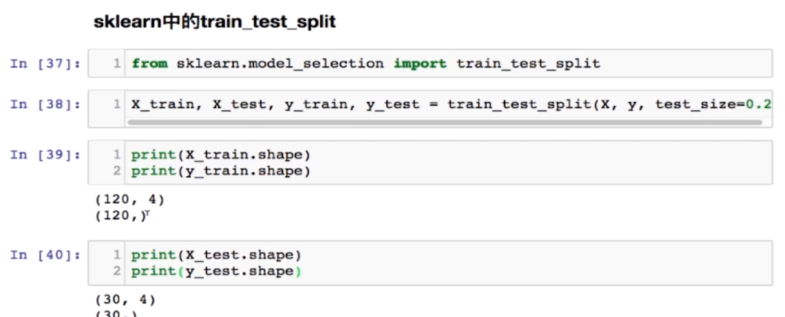 sklearn中的train_test_split
In [37]: 1 from sklearn.model_selection import train_test_split
In [38]: 1 X_train, X_test, y_train, y_test = train_test_split(X, y, test_size=0.2
In [39]: 1 print(X_train.shape)
2 print(y_train.shape)
(120, 4)
(120,)
In [40]: 1 print(X_test.shape)
2 print(y_test.shape)
(30, 4)
(30,)